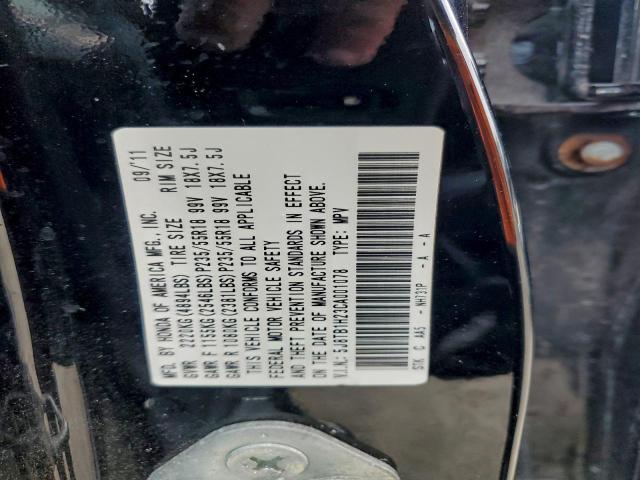 MFD. BY HONDA OF AMERICA MFG., INC. 09/'11
GVWR 2220KG(4894LBS) TIRE SIZE RIM SIZE
GAWR F 1155KG(2546LBS)P235/55R18 99V 18X7.5J
GAWR R 1080KG(2381LBS)P235/55R18 99V 18X7.5J
THIS VEHICLE CONFORMS TO ALL APPLICABLE
FEDERAL MOTOR VEHICLE SAFETY
AND THEFT PREVENTION STANDARDS IN EFFECT
ON THE DATE OF MANUFACTURE SHOWN ABOVE.
V.I.N.: 5J8TB1H23CA001078 TYPE: MPV
STK C AA5 - NH731P - A - A